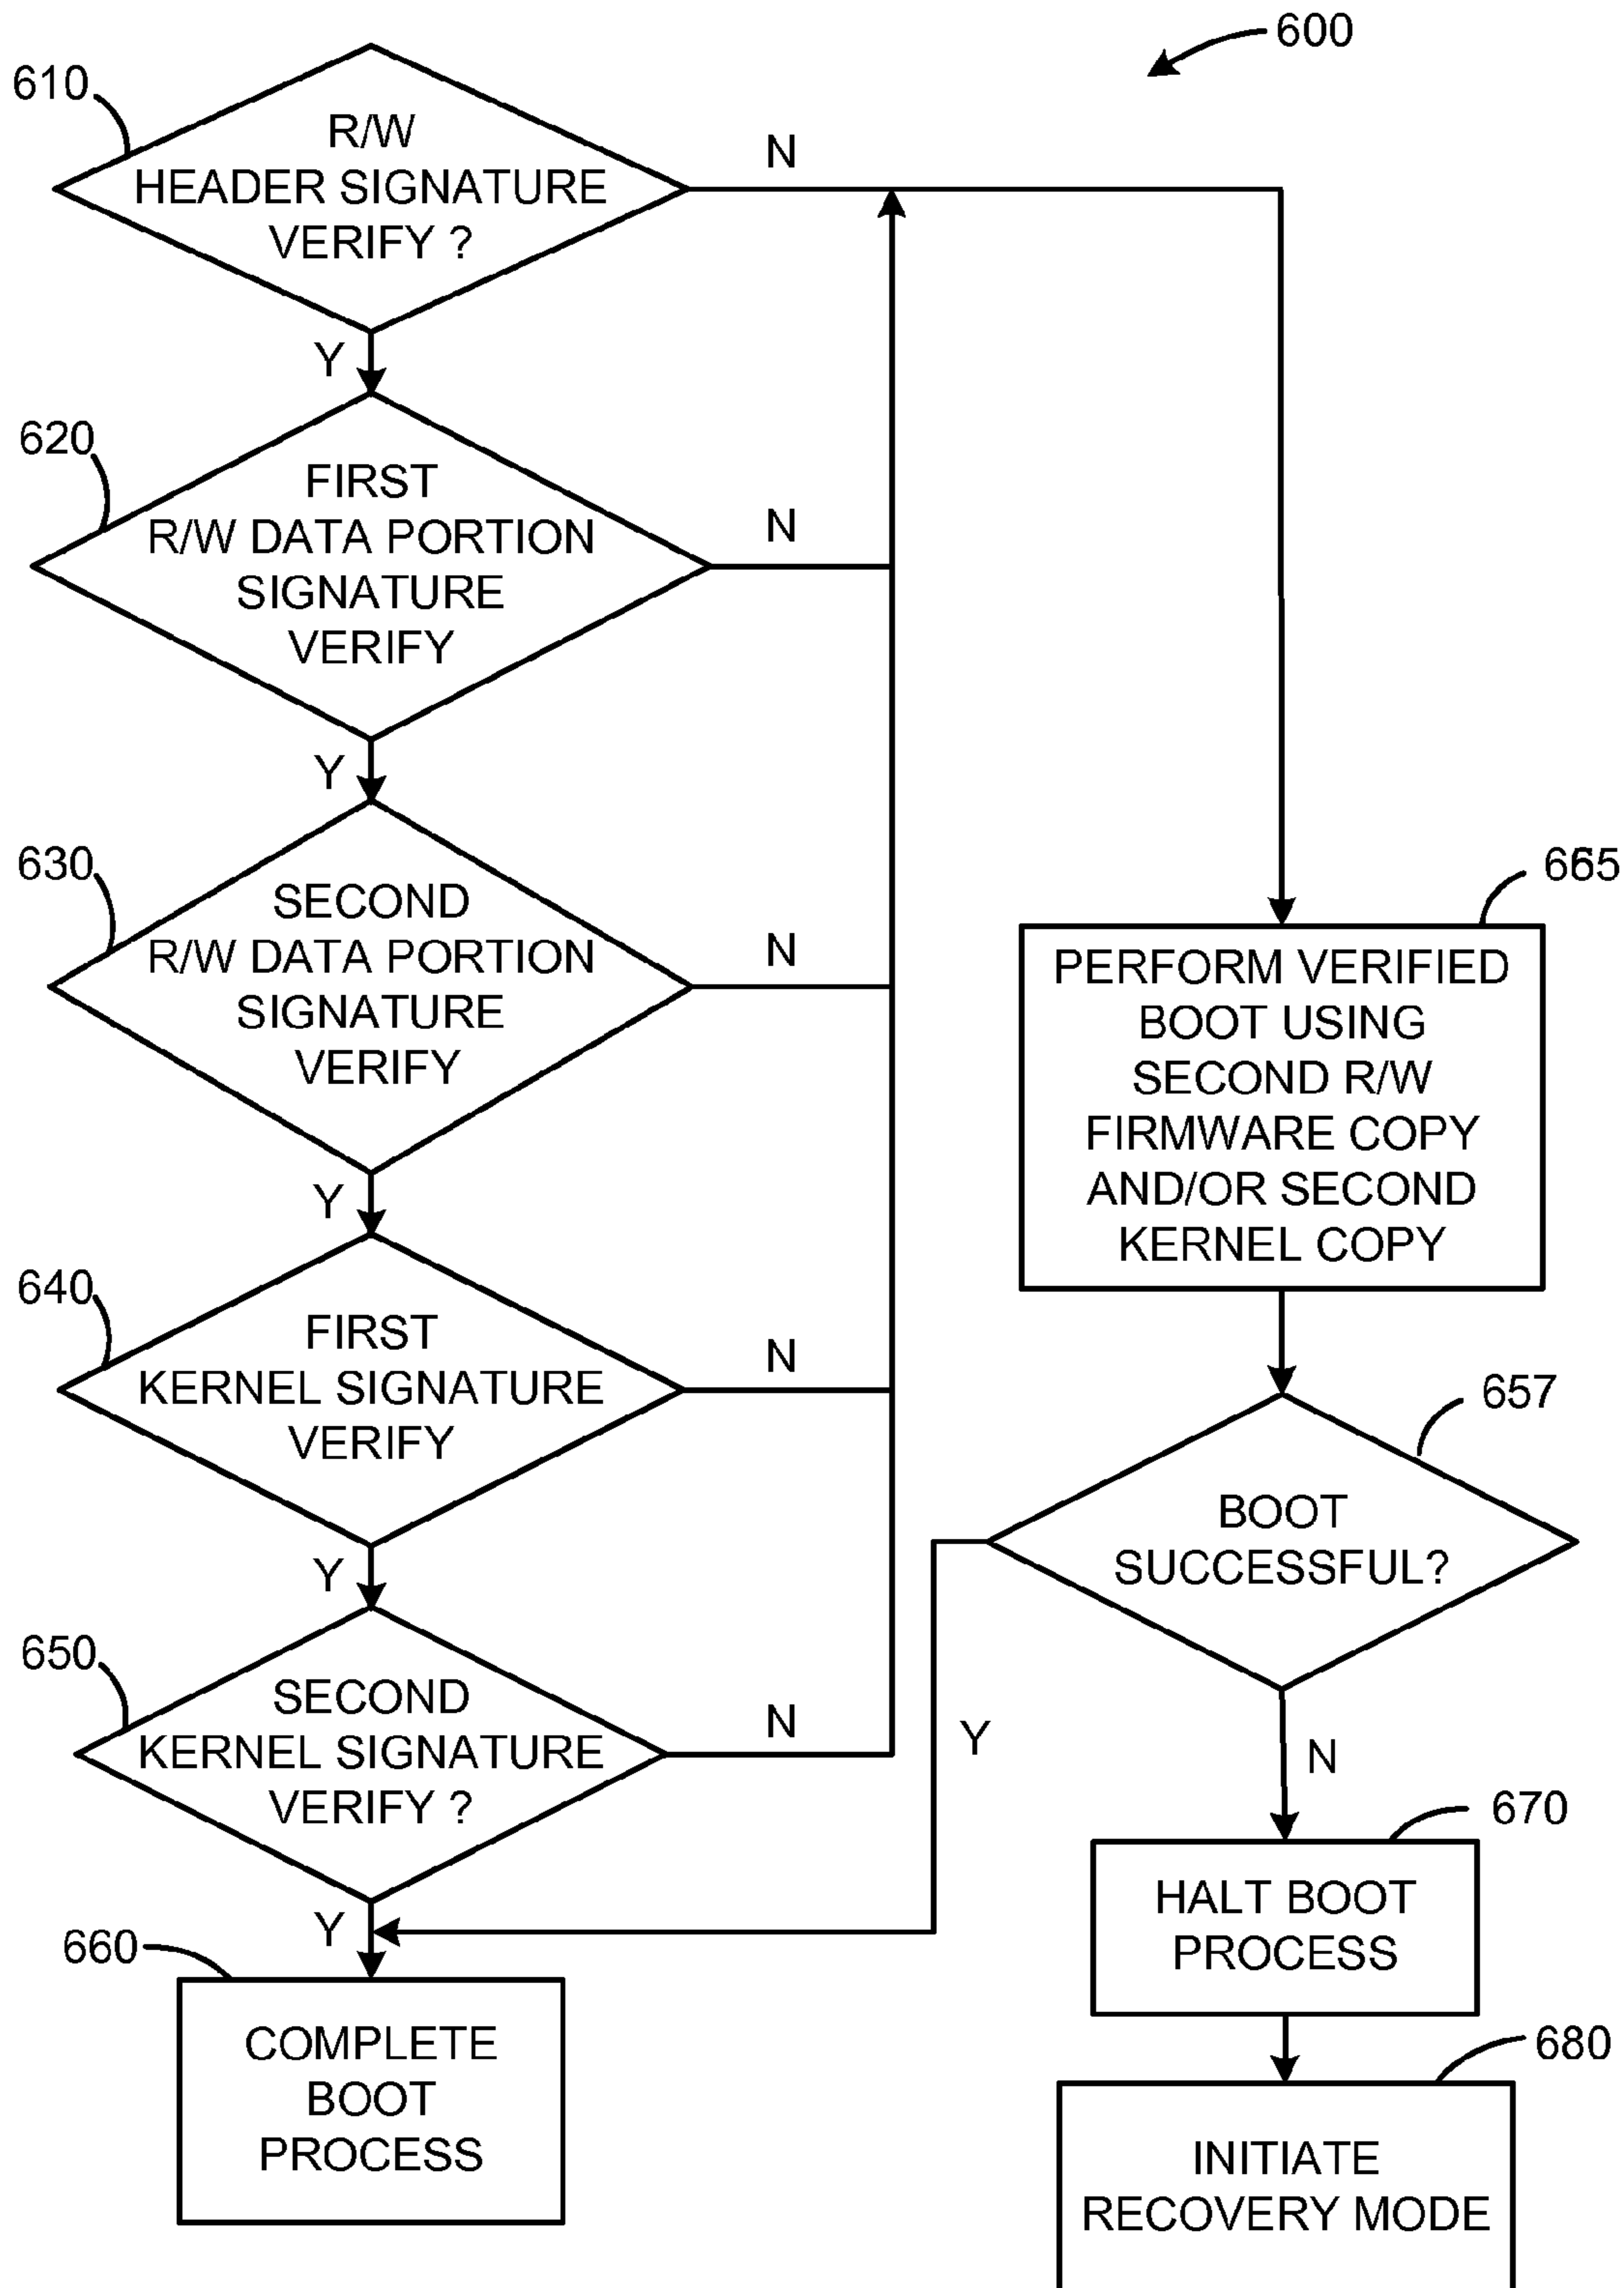 600
610
R/W
HEADER SIGNATURE
VERIFY ?
N
Y
620
FIRST
R/W DATA PORTION
SIGNATURE
VERIFY
N
Y
630
SECOND
R/W DATA PORTION
SIGNATURE
VERIFY
N
Y
640
FIRST
KERNEL SIGNATURE
VERIFY
N
Y
650
SECOND
KERNEL SIGNATURE
VERIFY ?
N
Y
660
COMPLETE
BOOT
PROCESS
PERFORM VERIFIED
BOOT USING
SECOND R/W
FIRMWARE COPY
AND/OR SECOND
KERNEL COPY
657
BOOT
SUCCESSFUL?
Y
N
670
HALT BOOT
PROCESS
680
INITIATE
RECOVERY MODE